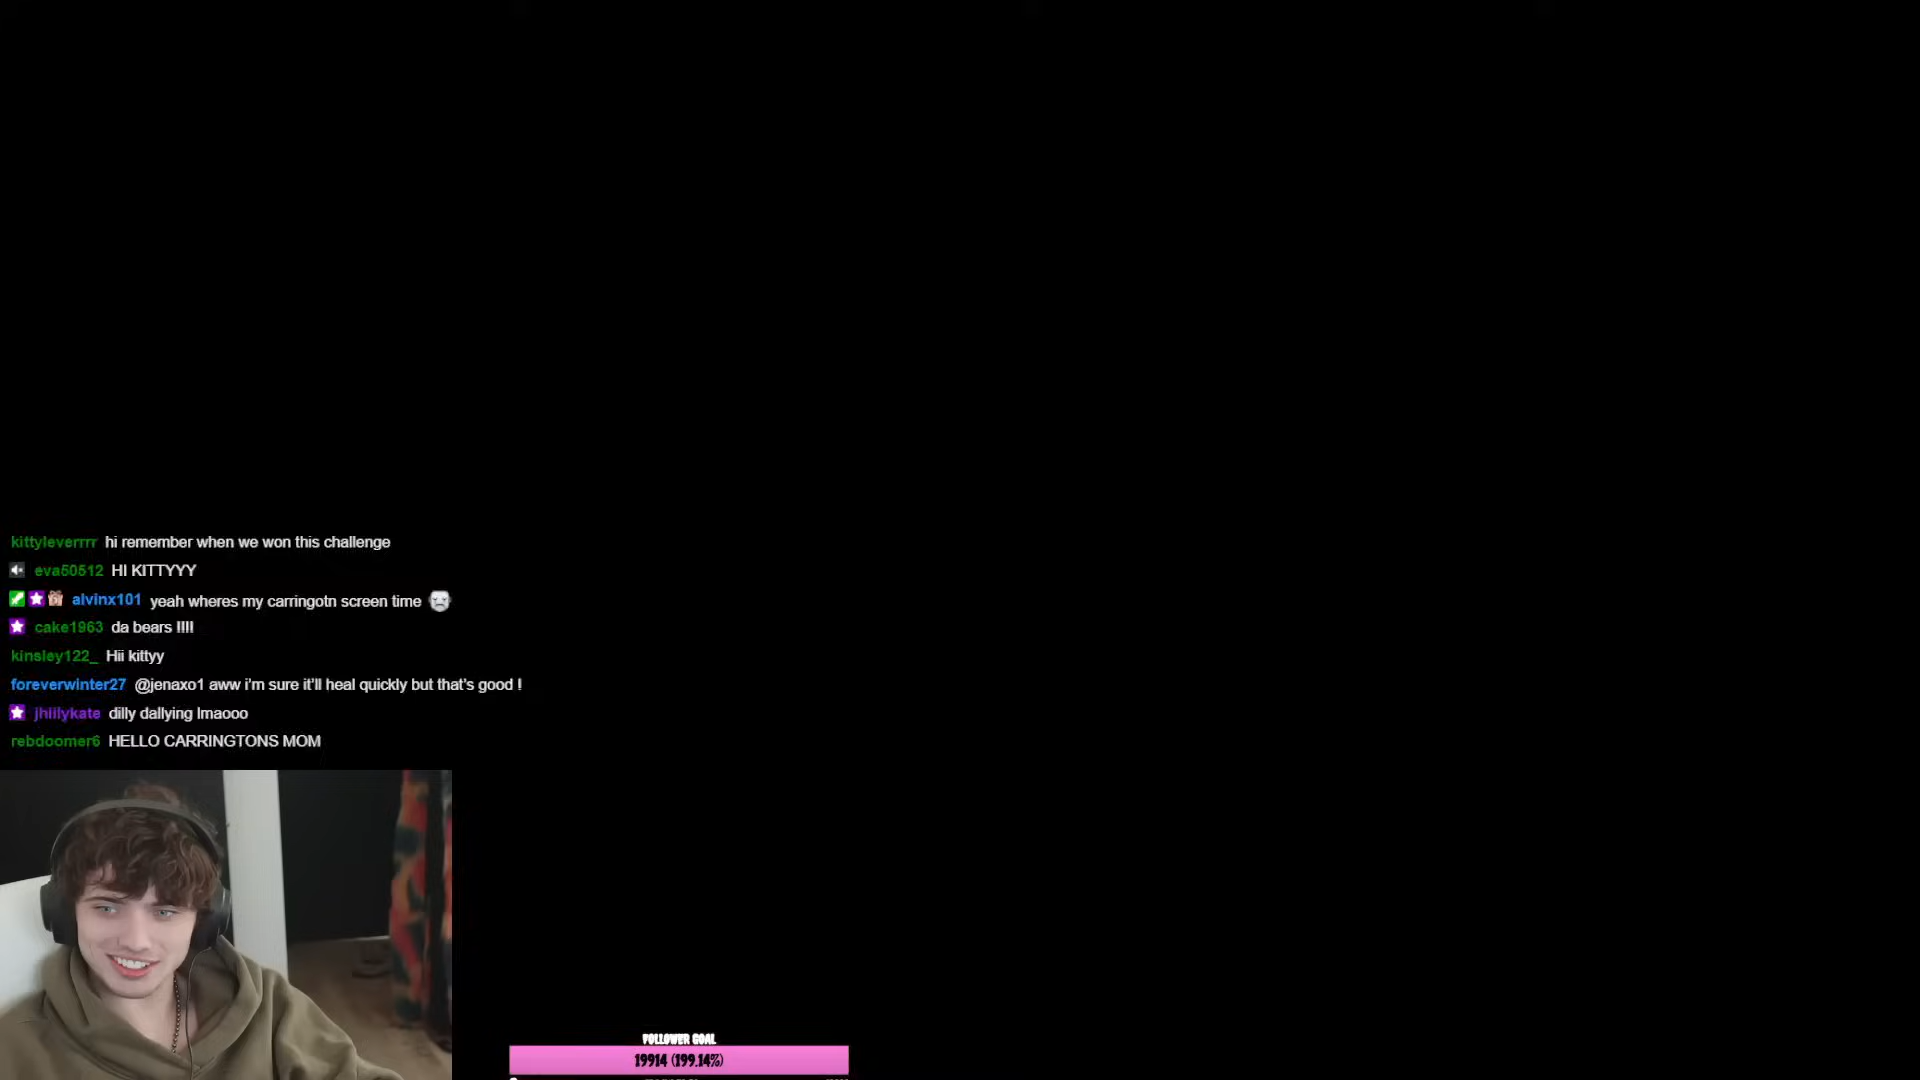 kittyleverrrr hi remember when we won this challenge
eva50512 HI KITTYYY
alvinx101 yeah wheres my carringotn screen time
cake1963 da bears !!!!
kinsley122_ Hii kittyy
foreverwinter27 @jenaxo1 aww i'm sure it'll heal quickly but that's good !
jhiilykate dilly dallying lmaooo
rebdoomer6 HELLO CARRINGTONS MOM
FOLLOWER GOAL
19914 (199.14%)